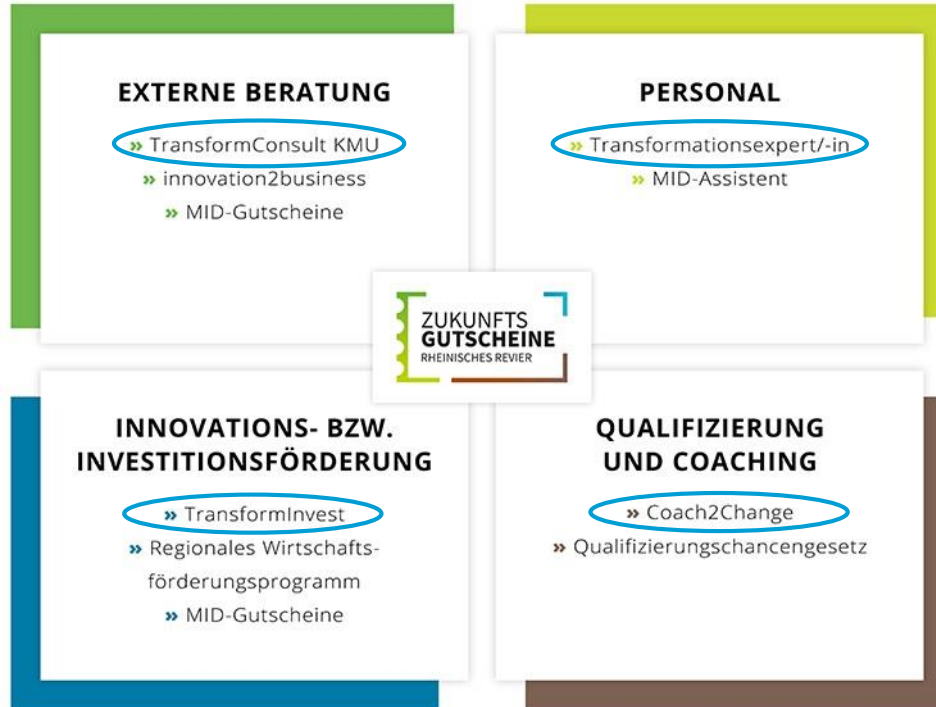 EXTERNE BERATUNG
» TransformConsult KMU
» innovation2business
» MID-Gutscheine
PERSONAL
» Transformationsexpert/-in
» MID-Assistent
ZUKUNFTS
GUTSCHEINE
RHEINISCHES REVIER
INNOVATIONS- BZW.
INVESTITIONSFÖRDERUNG
» TransformInvest
» Regionales Wirtschafts-
förderungsprogramm
» MID-Gutscheine
QUALIFIZIERUNG
UND COACHING
» Coach2Change
» Qualifizierungschancengesetz